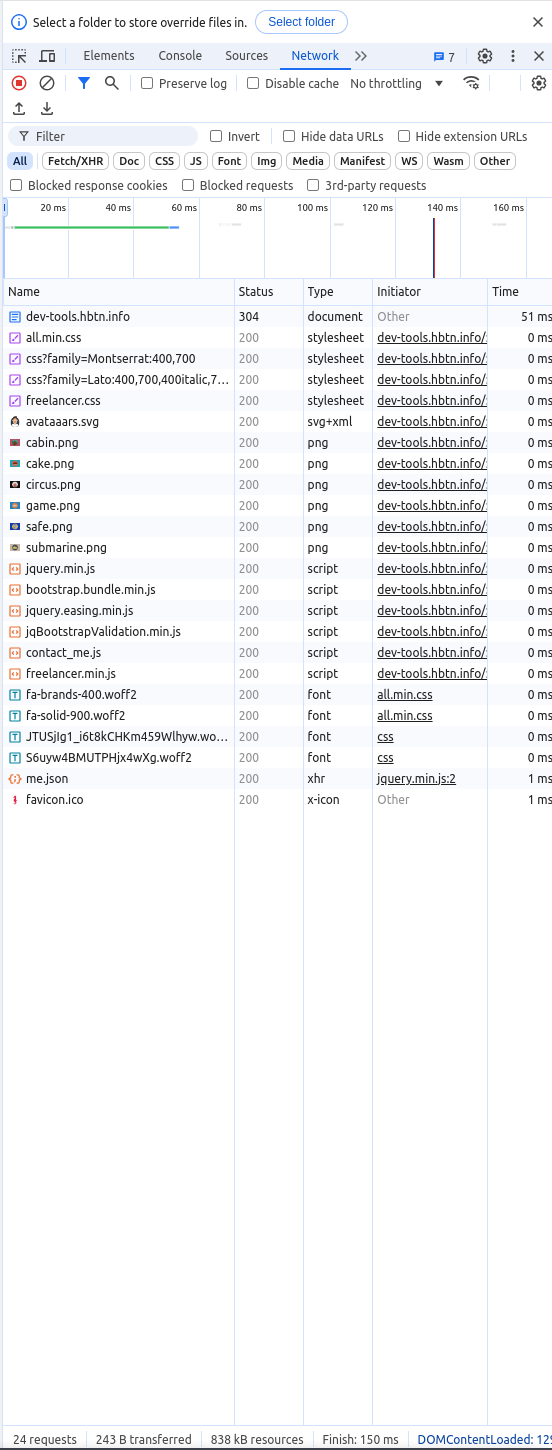 Select a folder to store override files in. Select folder
Elements Console Sources Network 7
Preserve log Disable cache No throttling
Filter Invert Hide data URLs Hide extension URLs
All Fetch/XHR Doc CSS JS Font Img Media Manifest WS Wasm Other
Blocked response cookies Blocked requests 3rd-party requests
20 ms 40 ms 60 ms 80 ms 100 ms 120 ms 140 ms 160 ms
Name Status Type Initiator Time
dev-tools.hbtn.info 304 document Other 51 ms
all.min.css 200 stylesheet dev-tools.hbtn.info/ 0 ms
css?family=Montserrat:400,700 200 stylesheet dev-tools.hbtn.info/ 0 ms
css?family=Lato:400,700,400italic,7... 200 stylesheet dev-tools.hbtn.info/ 0 ms
freelancer.css 200 stylesheet dev-tools.hbtn.info/ 0 ms
avataaars.svg 200 svg+xml dev-tools.hbtn.info/ 0 ms
cabin.png 200 png dev-tools.hbtn.info/ 0 ms
cake.png 200 png dev-tools.hbtn.info/ 0 ms
circus.png 200 png dev-tools.hbtn.info/ 0 ms
game.png 200 png dev-tools.hbtn.info/ 0 ms
safe.png 200 png dev-tools.hbtn.info/ 0 ms
submarine.png 200 png dev-tools.hbtn.info/ 0 ms
jquery.min.js 200 script dev-tools.hbtn.info/ 0 ms
bootstrap.bundle.min.js 200 script dev-tools.hbtn.info/ 0 ms
jquery.easing.min.js 200 script dev-tools.hbtn.info/ 0 ms
jqBootstrapValidation.min.js 200 script dev-tools.hbtn.info/ 0 ms
contact_me.js 200 script dev-tools.hbtn.info/ 0 ms
freelancer.min.js 200 script dev-tools.hbtn.info/ 0 ms
fa-brands-400.woff2 200 font all.min.css 0 ms
fa-solid-900.woff2 200 font all.min.css 0 ms
JTUSjIg1_i6t8kCHKm459Wlhyw.wo... 200 font css 0 ms
S6uyw4BMUTPHjx4wXg.woff2 200 font css 0 ms
me.json 200 xhr jquery.min.js:2 1 ms
favicon.ico 200 x-icon Other 1 ms
24 requests 243 B transferred 838 kB resources Finish: 150 ms DOMContentLoaded: 129